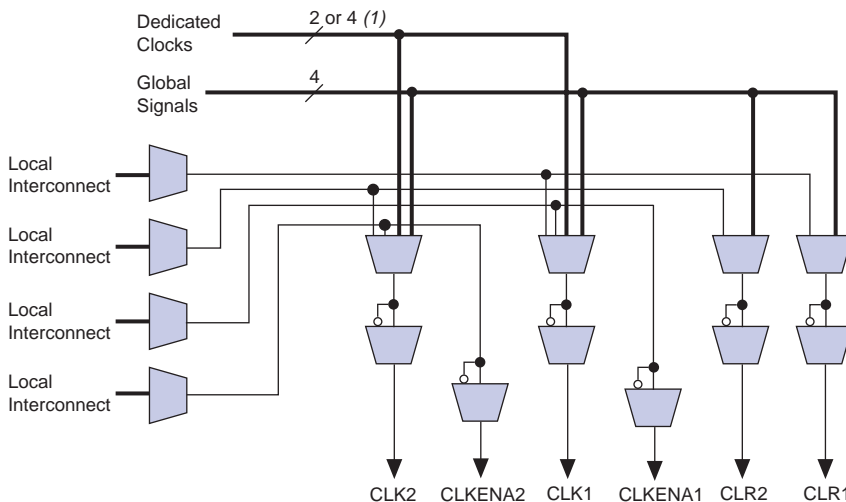 Dedicated
Clocks
2 or 4 (1)
Global
Signals
4
Local
Interconnect
Local
Interconnect
Local
Interconnect
Local
Interconnect
CLK2
CLKENA2
CLK1
CLKENA1
CLR2
CLR1